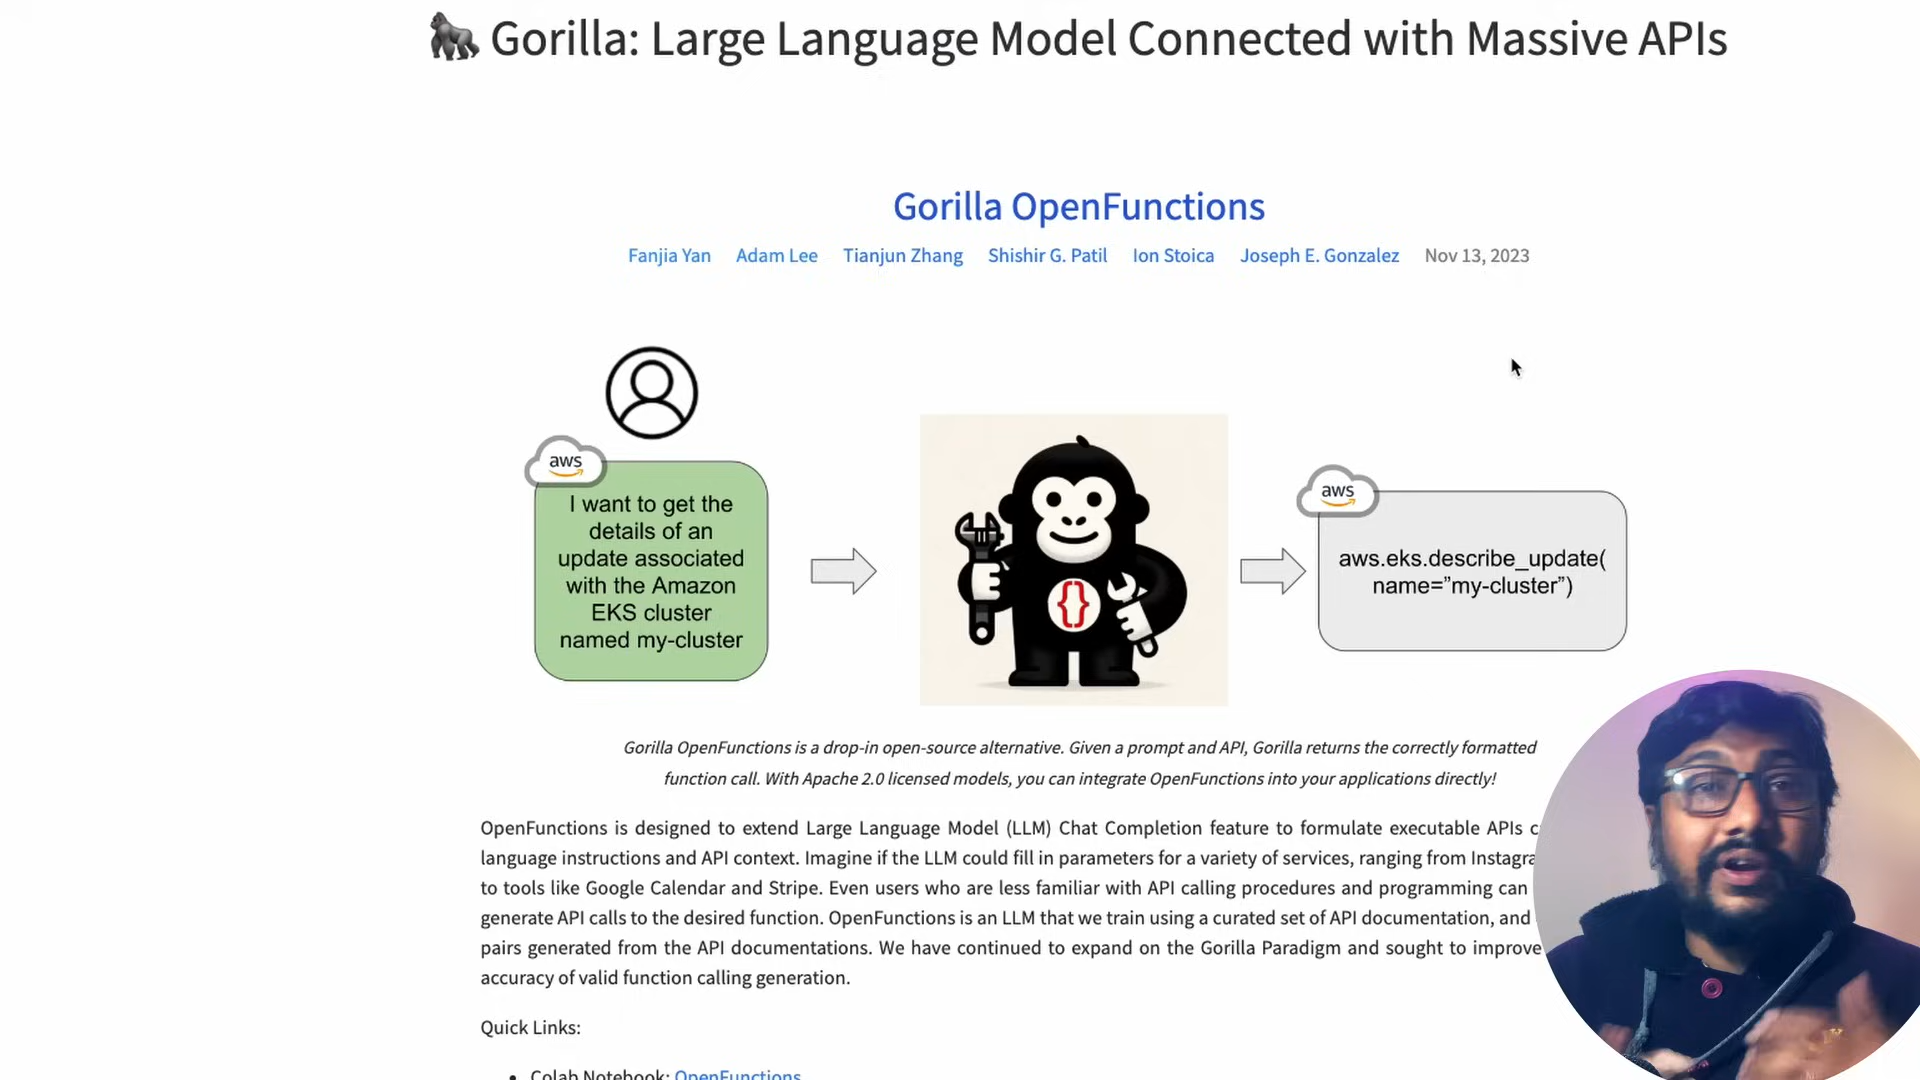 Gorilla: Large Language Model Connected with Massive APIs
Gorilla OpenFunctions
Fanjia Yan Adam Lee Tianjun Zhang Shishir G. Patil Ion Stoica Joseph E. Gonzalez Nov 13, 2023
aws
I want to get the
details of an
update associated
with the Amazon
EKS cluster
named my-cluster
{}
aws
aws.eks.describe_update(
name=”my-cluster”)
Gorilla OpenFunctions is a drop-in open-source alternative. Given a prompt and API, Gorilla returns the correctly formatted
function call. With Apache 2.0 licensed models, you can integrate OpenFunctions into your applications directly!
OpenFunctions is designed to extend Large Language Model (LLM) Chat Completion feature to formulate executable APIs
language instructions and API context. Imagine if the LLM could fill in parameters for a variety of services, ranging from
to tools like Google Calendar and Stripe. Even users who are less familiar with API calling procedures and programming can
generate API calls to the desired function. OpenFunctions is an LLM that we train using a curated set of API documentation, and
pairs generated from the API documentations. We have continued to expand on the Gorilla Paradigm and sought to improve
accuracy of valid function calling generation.
Quick Links:
• Colab Notebook: OpenFunctions